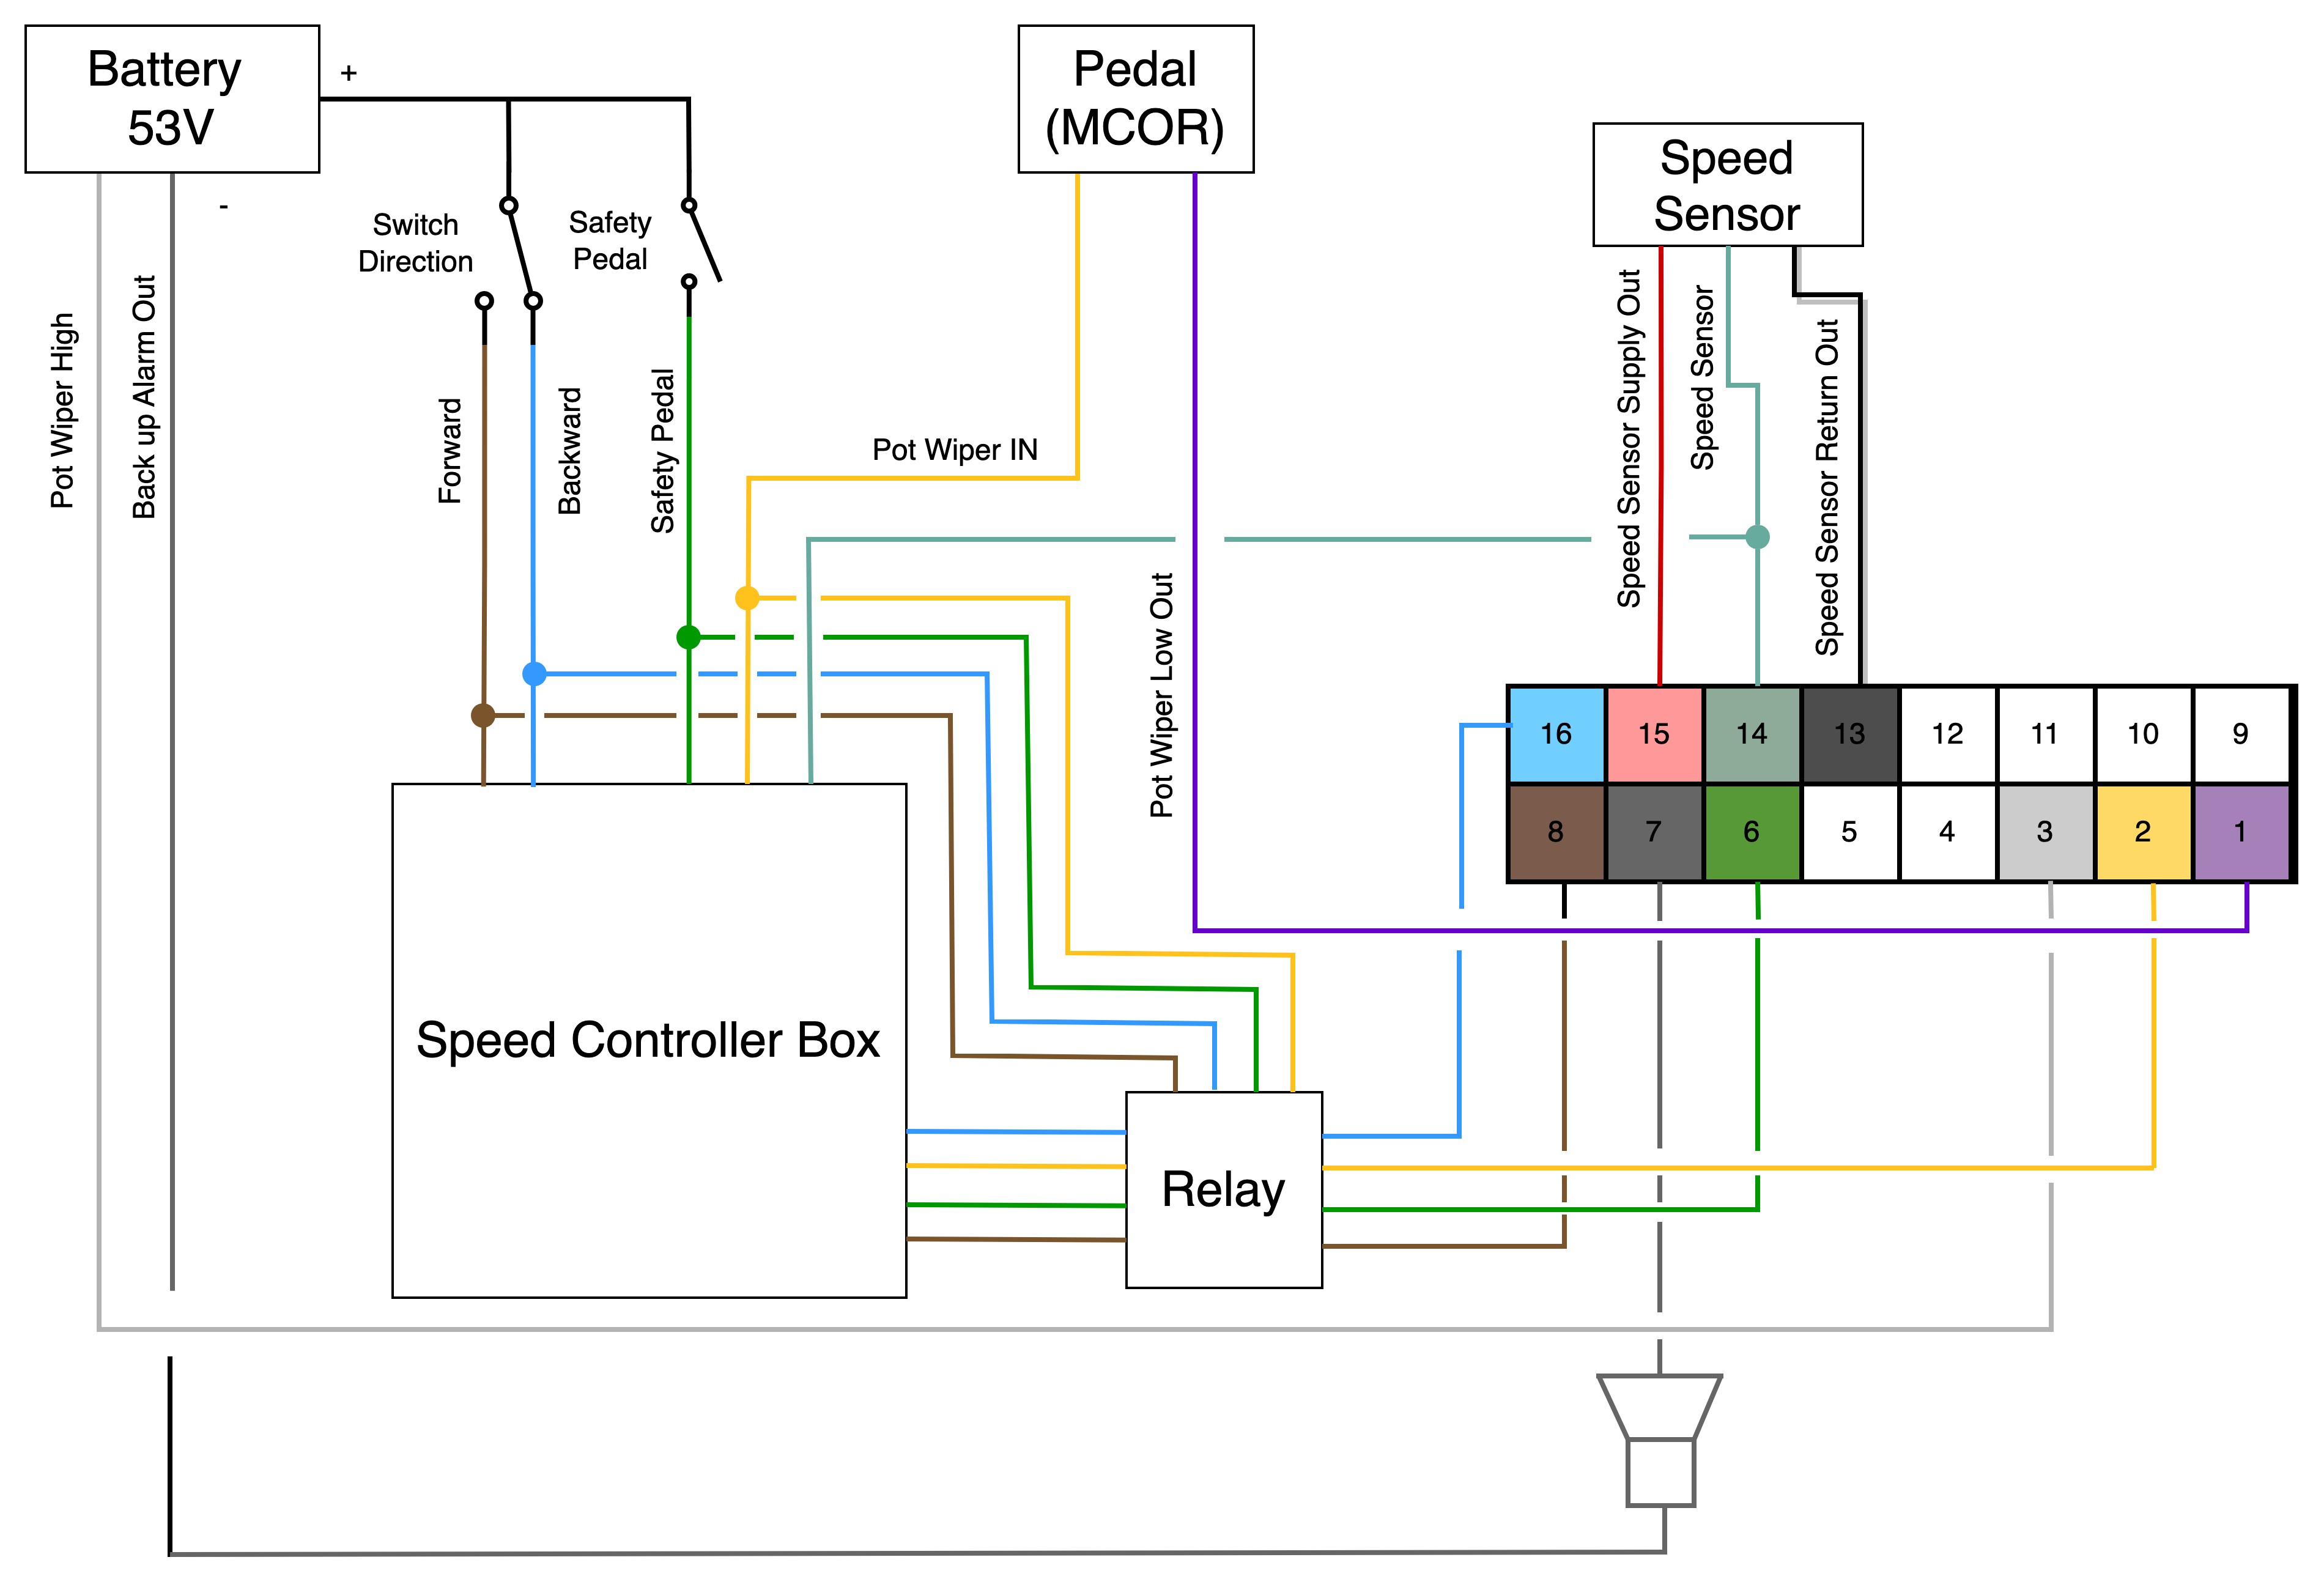 Battery
53V
+
-
Pedal
(MCOR)
Speed
Sensor
Switch
Direction
Safety
Pedal
Pot Wiper High
Back up Alarm Out
Forward
Backward
Safety Pedal
Pot Wiper IN
Pot Wiper Low Out
Speed Sensor Supply Out
Speed Sensor
Speed Sensor Return Out
16 15 14 13 12 11 10 9
8 7 6 5 4 3 2 1
Speed Controller Box
Relay